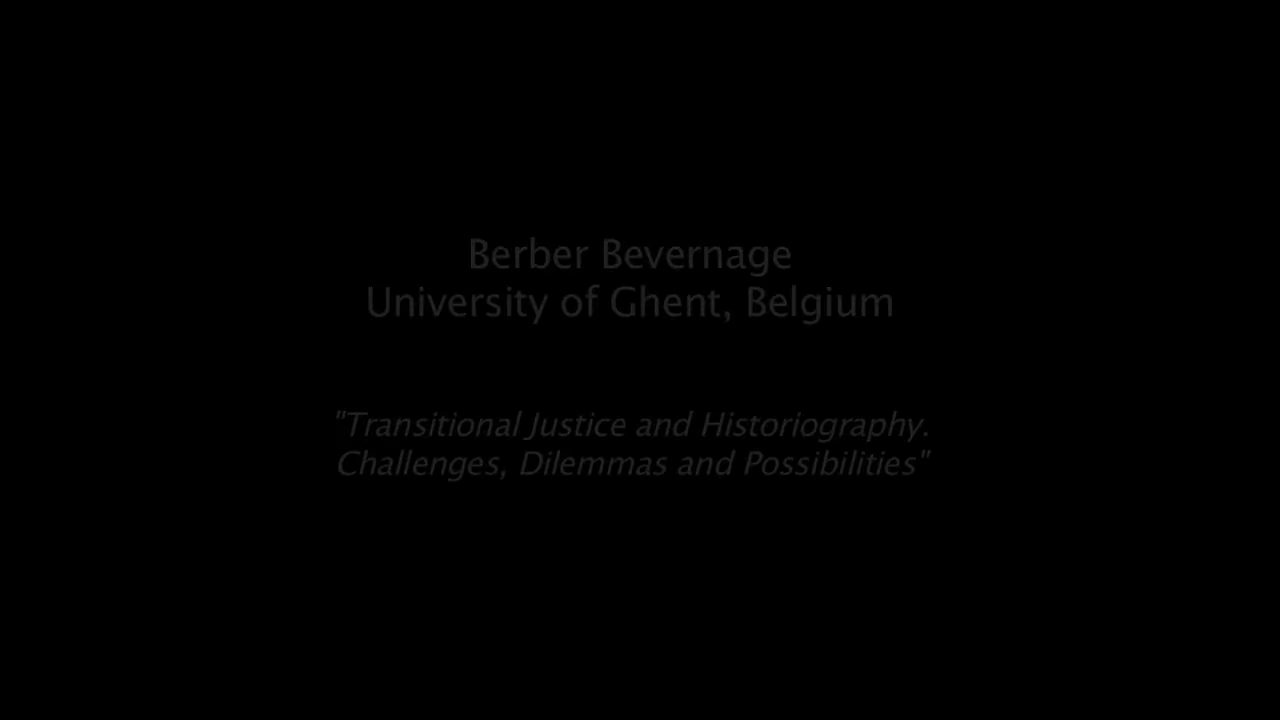 Berber Bevernage
University of Ghent, Belgium
"Transitional Justice and Historiography.
Challenges, Dilemmas and Possibilities"